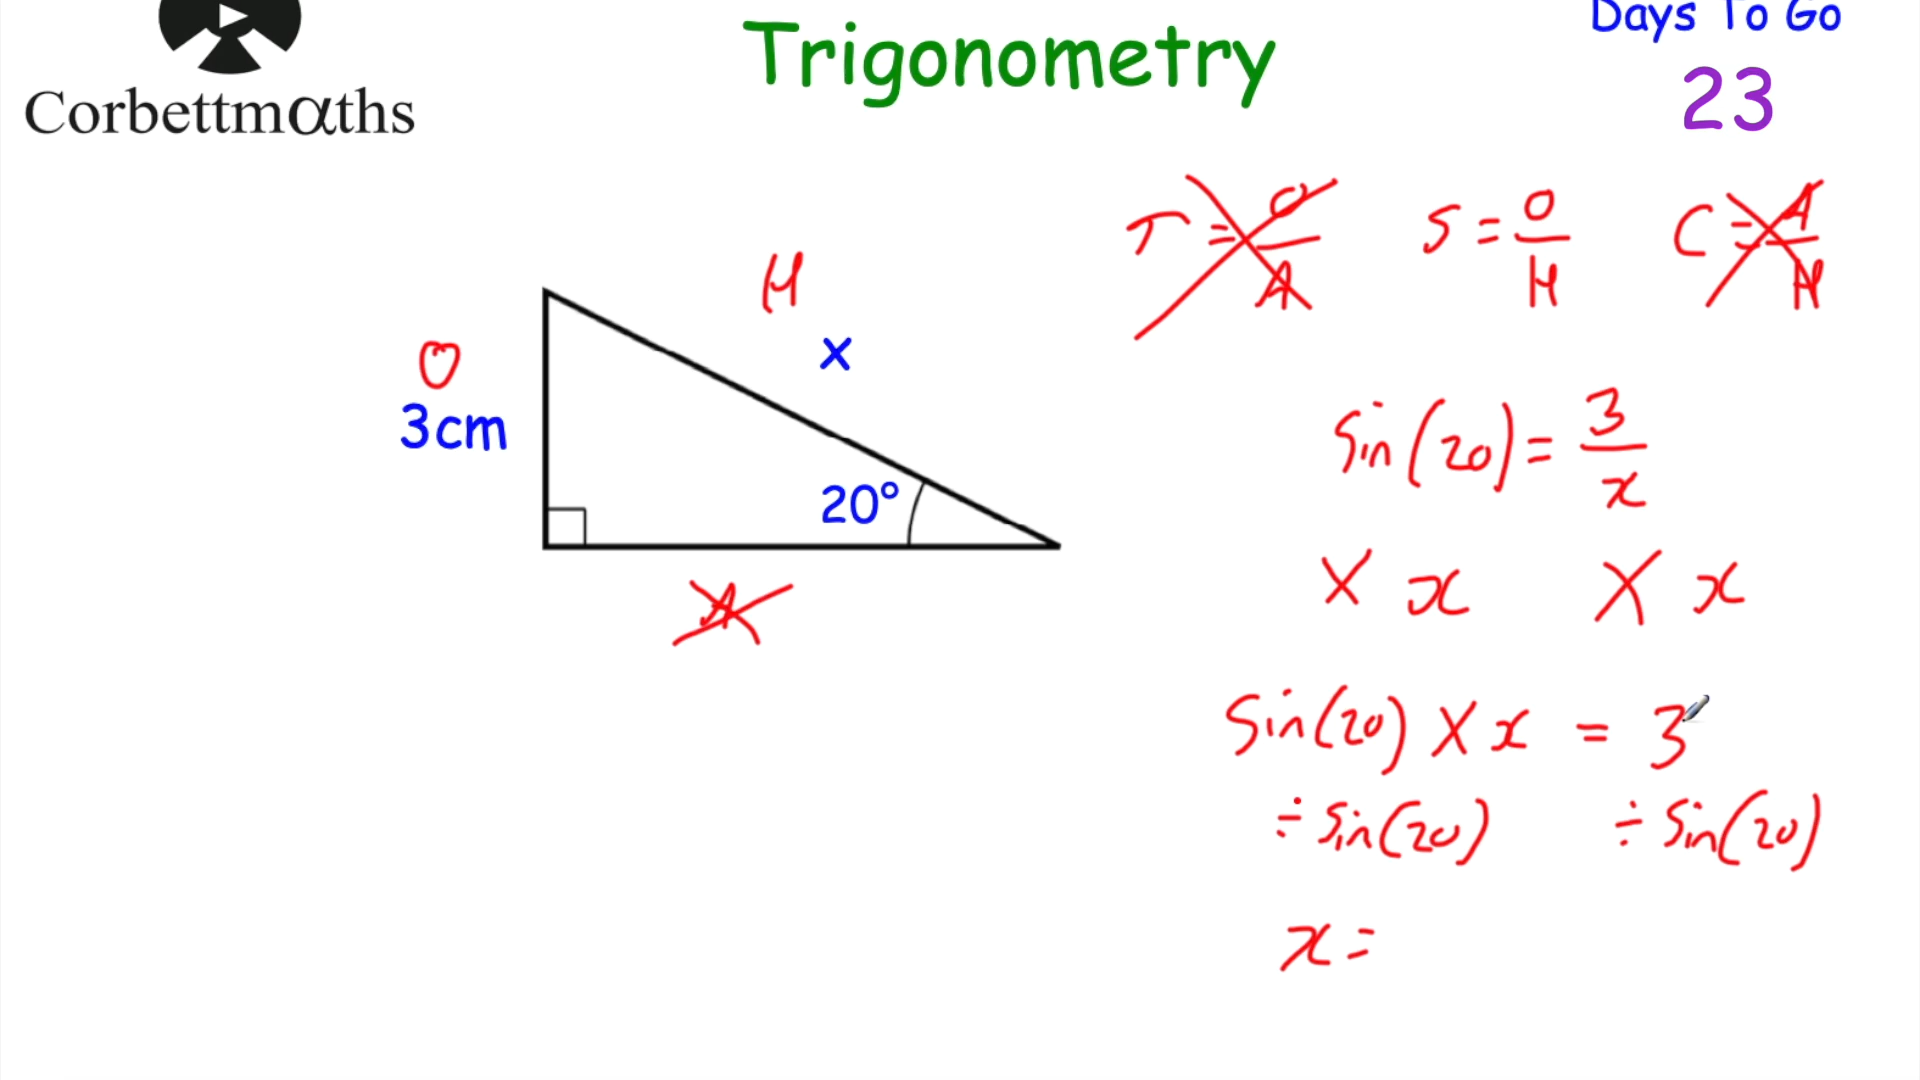 Corbettmαths
Trigonometry
Days To Go
23
T = O/A
S = O/H
C = A/H
H
x
O
3cm
20°
A
Sin(20) = 3/x
× x × x
Sin(20) × x = 3
÷ Sin(20) ÷ Sin(20)
x =